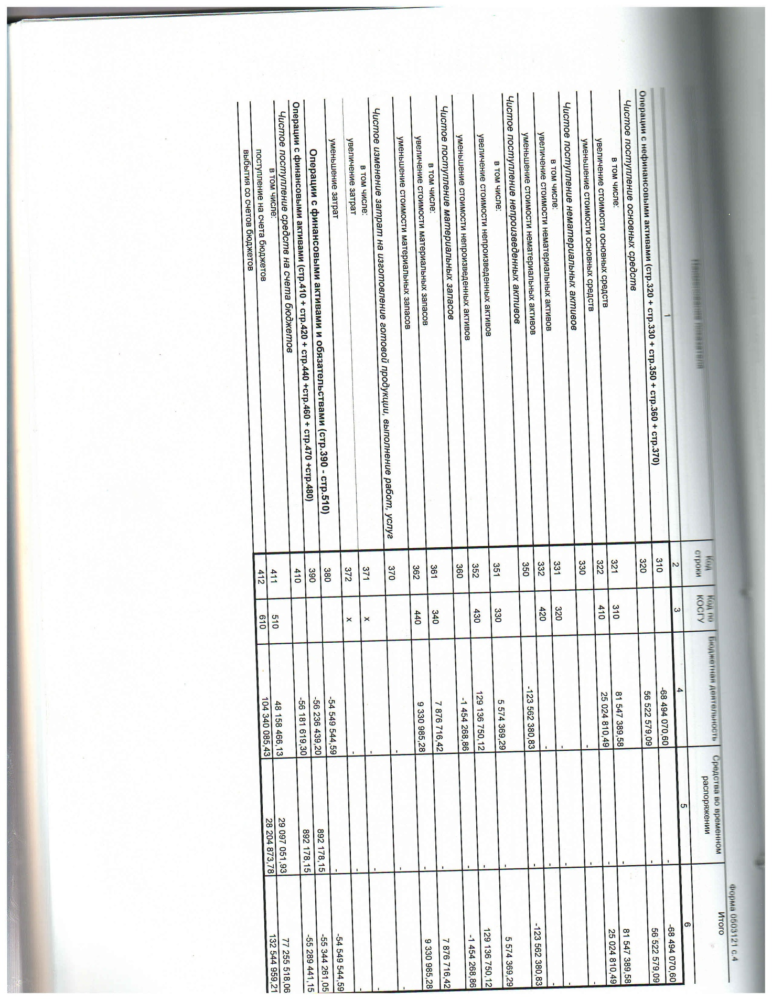 форма 0503121 с.4
Наименование показателя | Код строки | Код по КОСГУ | Бюджетная деятельность | Средства во временном распоряжении | Итого
1 | 2 | 3 | 4 | 5 | 6
Операции с нефинансовыми активами (стр.320 + стр.330 + стр.350 + стр.360 + стр.370) | 310 | | -68 494 070,60 | - | -68 494 070,60
Чистое поступление основных средств | 320 | | 56 522 579,09 | - | 56 522 579,09
в том числе:
увеличение стоимости основных средств | 321 | 310 | 81 547 389,58 | - | 81 547 389,58
уменьшение стоимости основных средств | 322 | 410 | 25 024 810,49 | - | 25 024 810,49
Чистое поступление нематериальных активов | 330 | | - | - | -
в том числе:
увеличение стоимости нематериальных активов | 331 | 320 | - | - | -
уменьшение стоимости нематериальных активов | 332 | 420 | - | - | -
Чистое поступление непроизведенных активов | 350 | | -123 562 380,83 | - | -123 562 380,83
в том числе:
увеличение стоимости непроизведенных активов | 351 | 330 | 5 574 369,29 | - | 5 574 369,29
уменьшение стоимости непроизведенных активов | 352 | 430 | 129 136 750,12 | - | 129 136 750,12
Чистое поступление материальных запасов | 360 | | -1 454 268,86 | - | -1 454 268,86
в том числе:
увеличение стоимости материальных запасов | 361 | 340 | 7 876 716,42 | - | 7 876 716,42
уменьшение стоимости материальных запасов | 362 | 440 | 9 330 985,28 | - | 9 330 985,28
Чистое изменение затрат на изготовление готовой продукции, выполнение работ, услуг | 370 | | - | - | -
в том числе:
увеличение затрат | 371 | х | - | - | -
уменьшение затрат | 372 | х | - | - | -
Операции с финансовыми активами и обязательствами (стр.390 - стр.510) | 380 | | -54 549 544,59 | - | -54 549 544,59
Операции с финансовыми активами (стр.410 + стр.420 + стр.440 +стр.460 + стр.470 +стр.480) | 390 | | -56 236 439,20 | 892 178,15 | -55 344 261,05
Чистое поступление средств на счета бюджетов | 410 | | -56 181 619,30 | 892 178,15 | -55 289 441,15
в том числе:
поступление на счета бюджетов | 411 | 510 | 48 158 466,13 | 29 097 051,93 | 77 255 518,06
выбытия со счетов бюджетов | 412 | 610 | 104 340 085,43 | 28 204 873,78 | 132 544 959,21